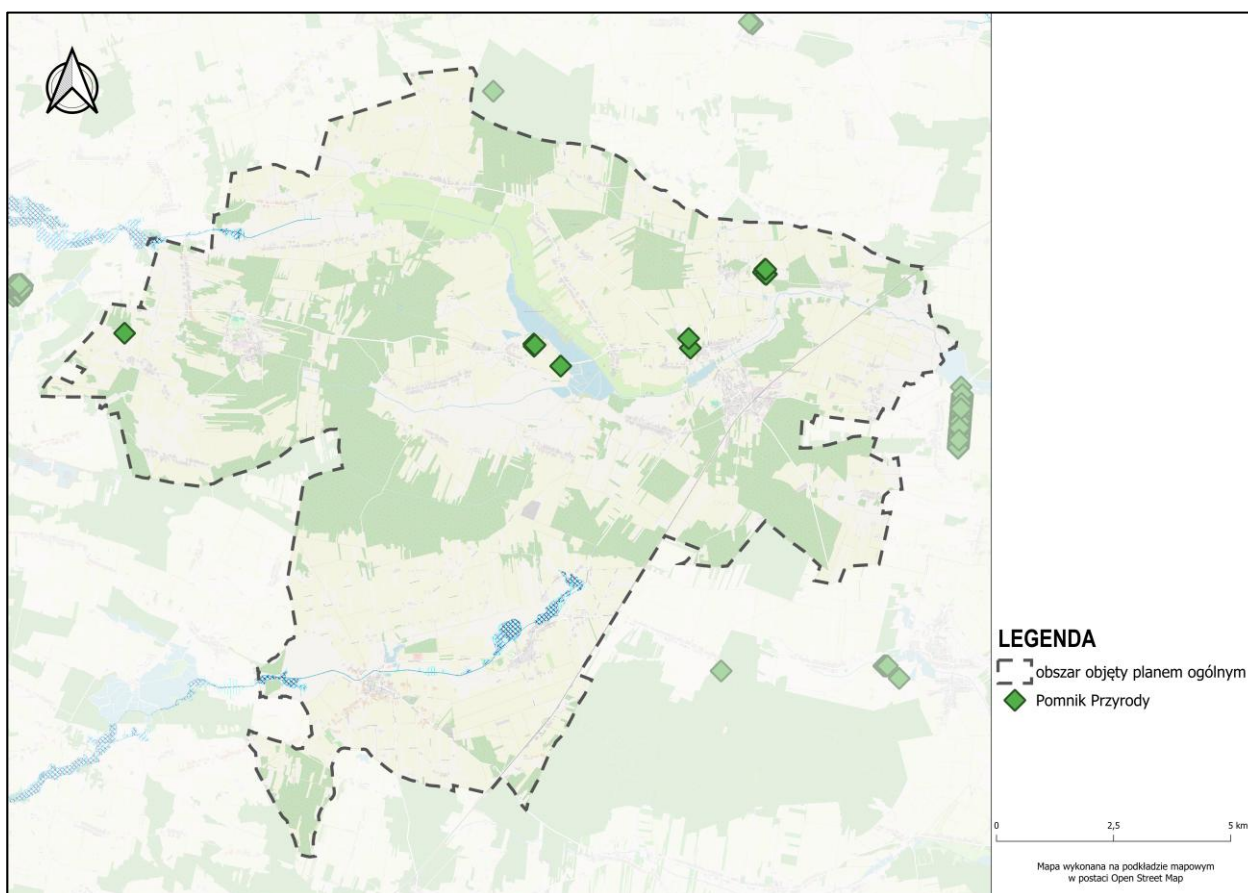 LEGENDA
obszar objęty planem ogólnym
Pomnik Przyrody
0 2,5 5 km
Mapa wykonana na podkładzie mapowym
w postaci Open Street Map